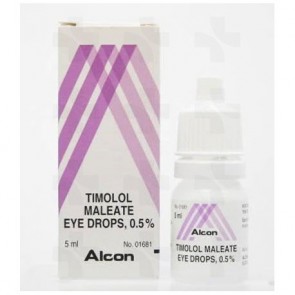 TIMOLOL
MALEATE
EYE DROPS, 0.5%
5 ml
No. 01681
Alcon
5 ml
Alcon
TIMOLOL MALEATE
EYE DROPS, 0.5%